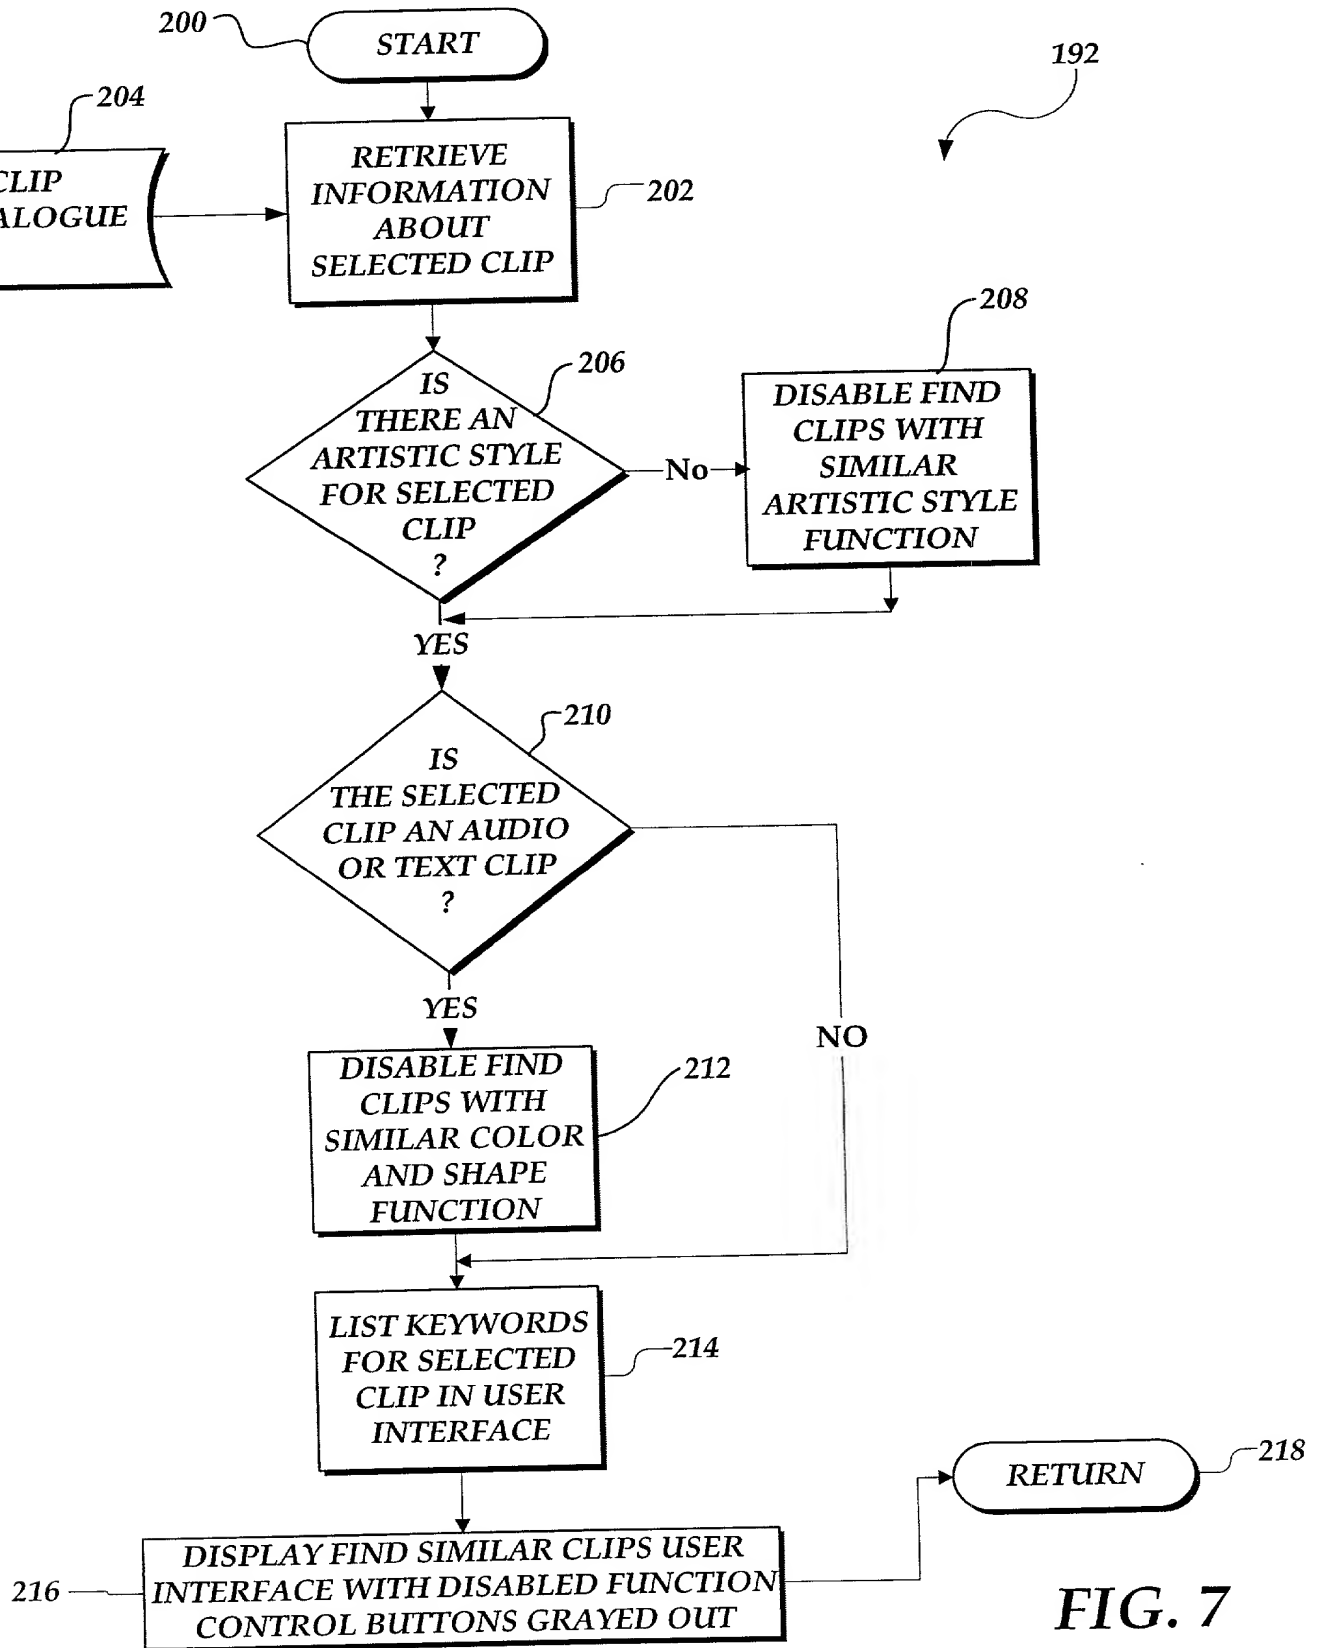 200
START
192
204
CLIP
ALOGUE
RETRIEVE
INFORMATION
ABOUT
SELECTED CLIP
202
206
IS
THERE AN
ARTISTIC STYLE
FOR SELECTED
CLIP
?
No
208
DISABLE FIND
CLIPS WITH
SIMILAR
ARTISTIC STYLE
FUNCTION
YES
210
IS
THE SELECTED
CLIP AN AUDIO
OR TEXT CLIP
?
YES
NO
DISABLE FIND
CLIPS WITH
SIMILAR COLOR
AND SHAPE
FUNCTION
212
LIST KEYWORDS
FOR SELECTED
CLIP IN USER
INTERFACE
214
RETURN
218
216
DISPLAY FIND SIMILAR CLIPS USER
INTERFACE WITH DISABLED FUNCTION
CONTROL BUTTONS GRAYED OUT
FIG. 7